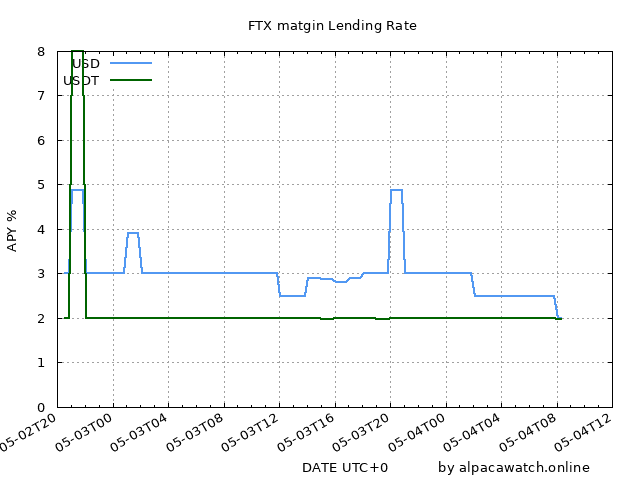 FTX matgin Lending Rate
8
USD
USDT
7
6
5
4
APY %
3
2
1
0
05-02T20
05-03T00
05-03T04
05-03T08
05-03T12
05-03T16
05-03T20
05-04T00
05-04T04
05-04T08
05-04T12
DATE UTC+0
by alpacawatch.online